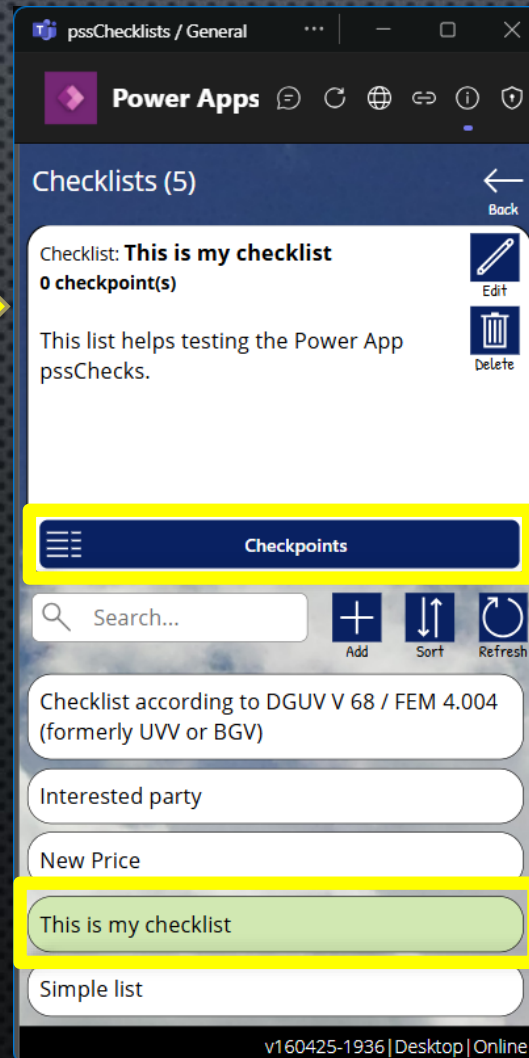 pssChecklists / General
Power Apps
Checklists (5)
Back
Checklist: This is my checklist
0 checkpoint(s)
Edit
This list helps testing the Power App
pssChecks.
Delete
Checkpoints
Search...
Add
Sort
Refresh
Checklist according to DGUV V 68 / FEM 4.004
(formerly UVV or BGV)
Interested party
New Price
This is my checklist
Simple list
v160425-1936|Desktop|Online